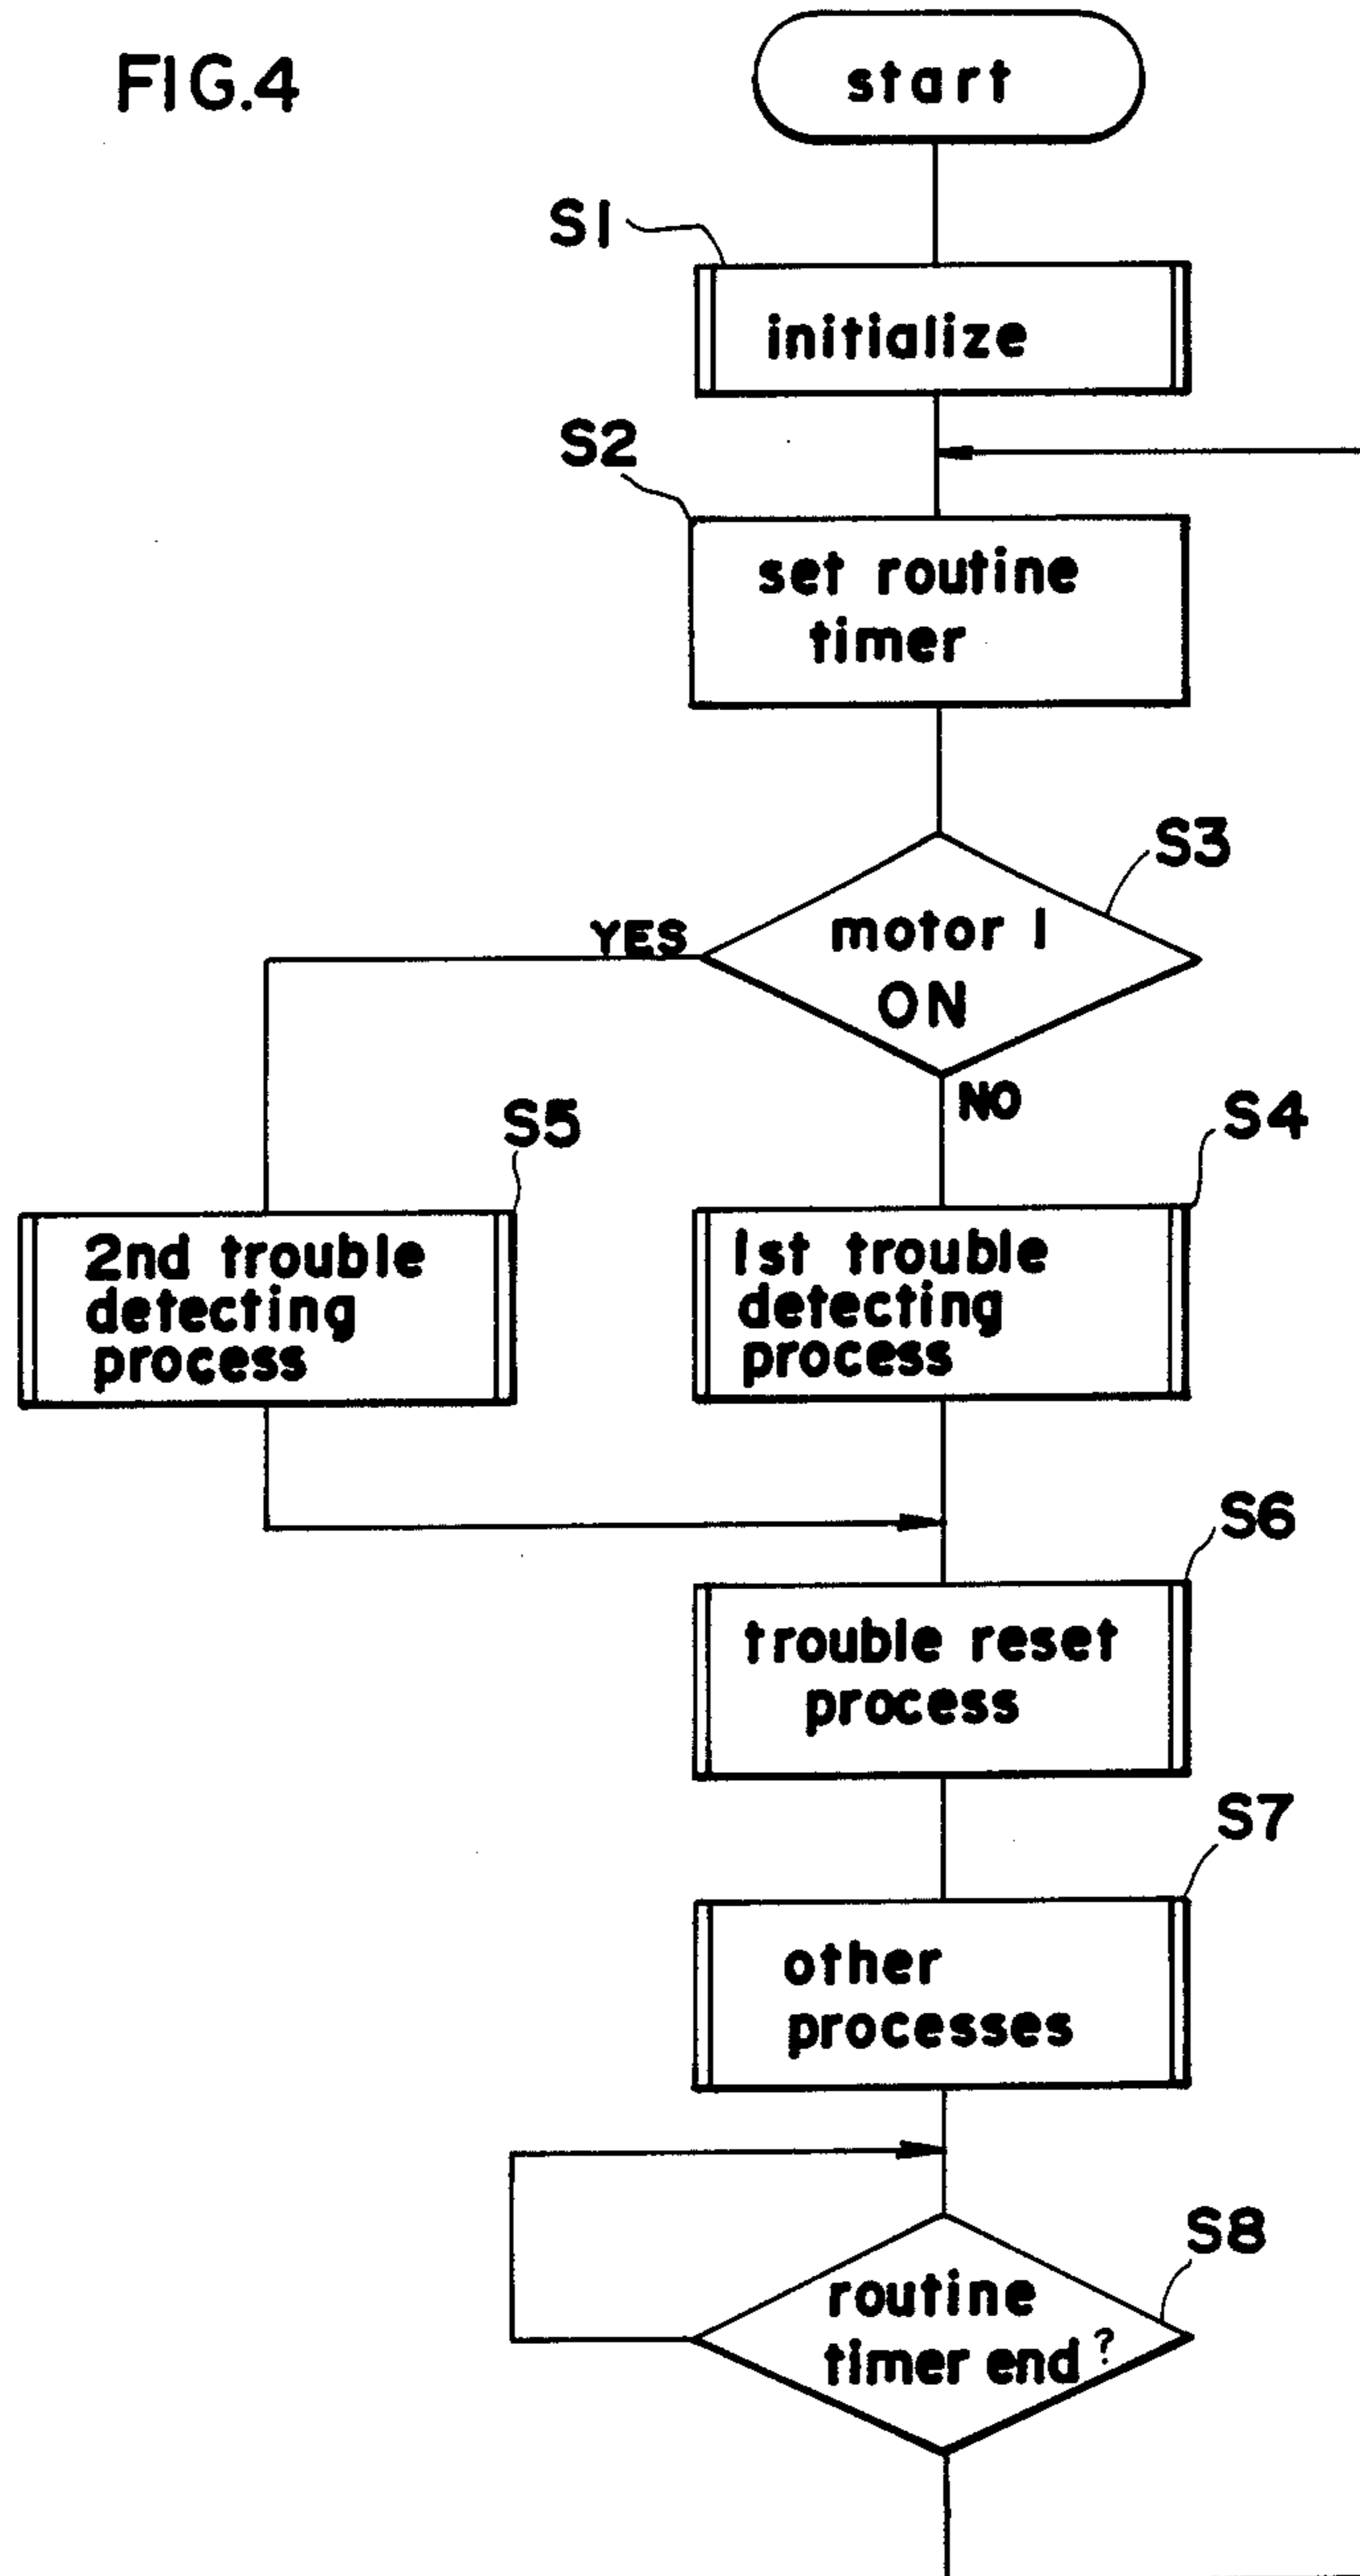 FIG.4
start
S1
initialize
S2
set routine
timer
S3
motor 1
ON
YES
NO
S4
1st trouble
detecting
process
S5
2nd trouble
detecting
process
S6
trouble reset
process
S7
other
processes
S8
routine
timer end?